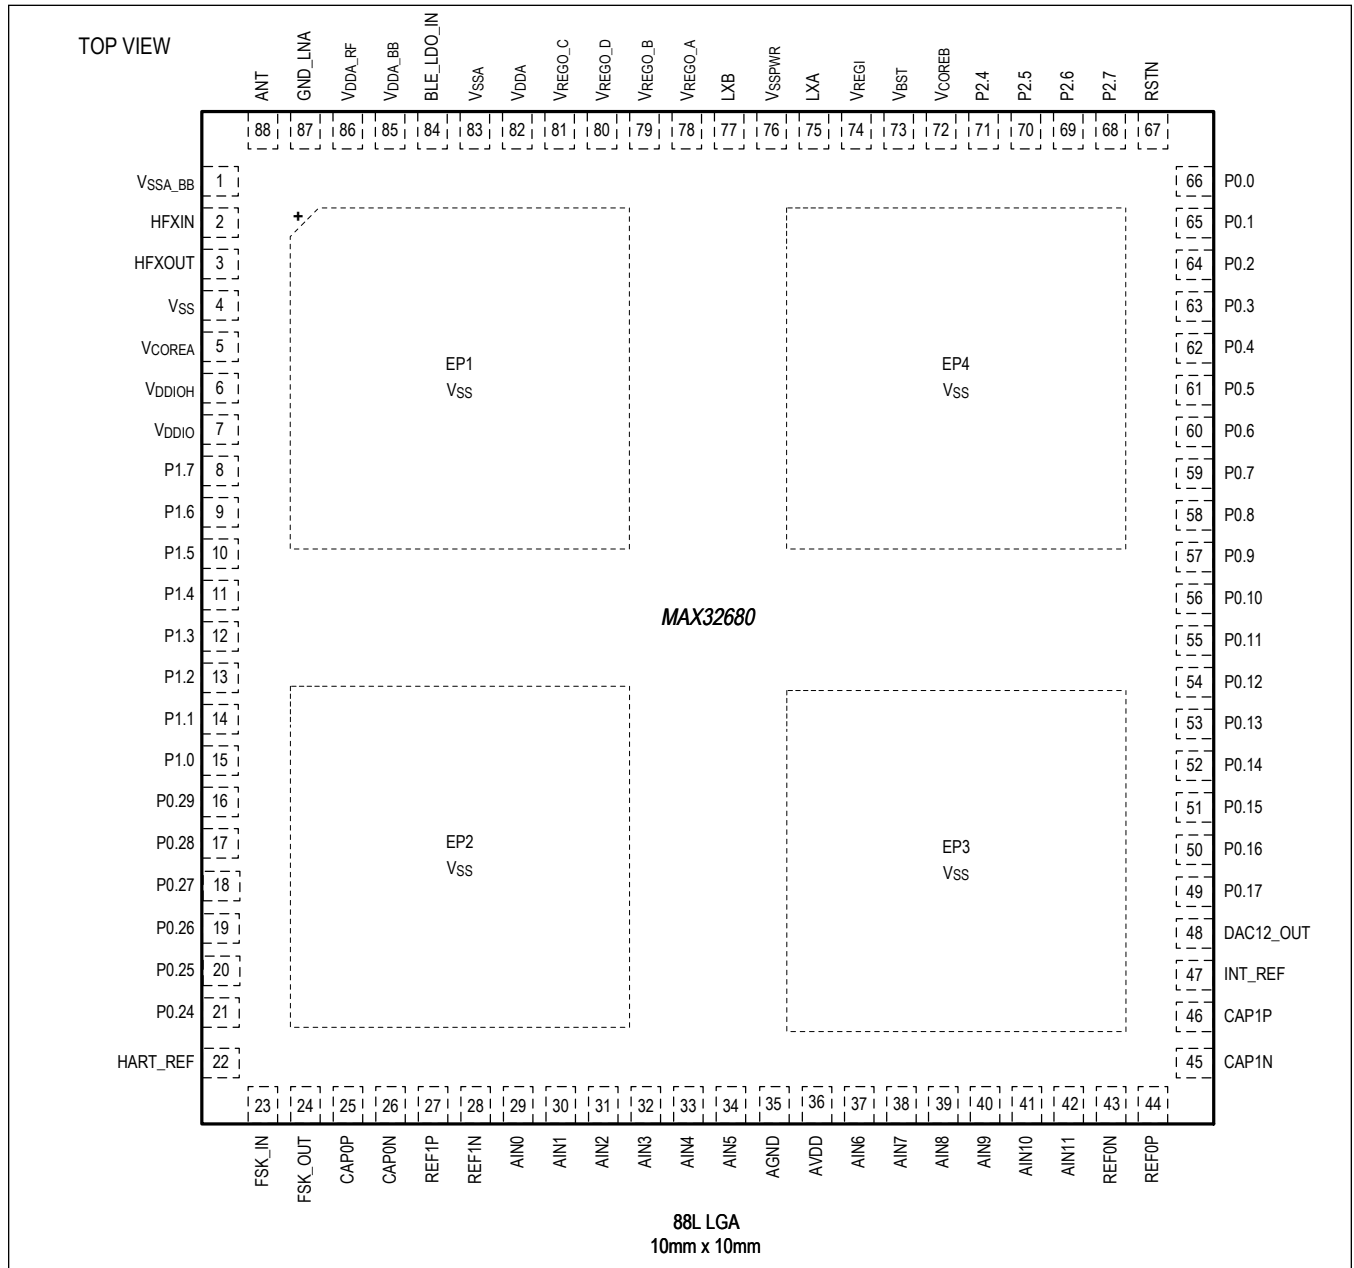 TOP VIEW
ANT
GND_LNA
VDDA_RF
VDDA_BB
BLE_LDO_IN
VSSA
VDDA
VREGO_C
VREGO_D
VREGO_B
VREGO_A
LXB
VSSPWR
LXA
VREGI
VBST
VCOREB
P2.4
P2.5
P2.6
P2.7
RSTN
88 87 86 85 84 83 82 81 80 79 78 77 76 75 74 73 72 71 70 69 68 67
VSSA_BB 1
HFXIN 2
HFXOUT 3
VSS 4
VCOREA 5
VDDIOH 6
VDDIO 7
P1.7 8
P1.6 9
P1.5 10
P1.4 11
P1.3 12
P1.2 13
P1.1 14
P1.0 15
P0.29 16
P0.28 17
P0.27 18
P0.26 19
P0.25 20
P0.24 21
HART_REF 22
+
EP1
VSS
EP4
VSS
MAX32680
EP2
VSS
EP3
VSS
66 P0.0
65 P0.1
64 P0.2
63 P0.3
62 P0.4
61 P0.5
60 P0.6
59 P0.7
58 P0.8
57 P0.9
56 P0.10
55 P0.11
54 P0.12
53 P0.13
52 P0.14
51 P0.15
50 P0.16
49 P0.17
48 DAC12_OUT
47 INT_REF
46 CAP1P
45 CAP1N
23 24 25 26 27 28 29 30 31 32 33 34 35 36 37 38 39 40 41 42 43 44
FSK_IN
FSK_OUT
CAP0P
CAP0N
REF1P
REF1N
AIN0
AIN1
AIN2
AIN3
AIN4
AIN5
AGND
AVDD
AIN6
AIN7
AIN8
AIN9
AIN10
AIN11
REF0N
REF0P
88L LGA
10mm x 10mm